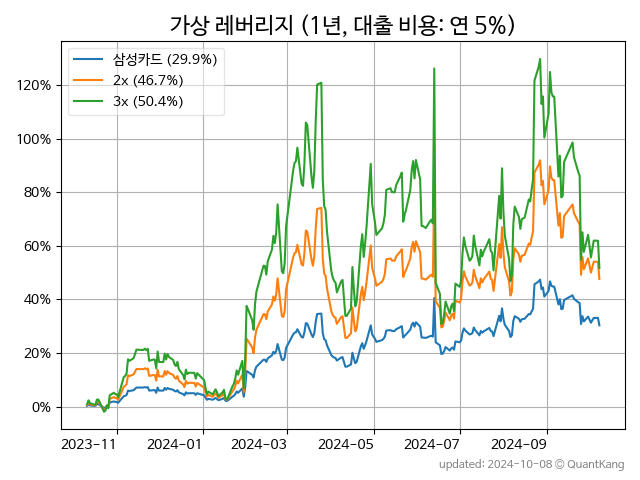 가상 레버리지 (1년, 대출 비용: 연 5%)
삼성카드 (29.9%)
2x (46.7%)
3x (50.4%)
120%
100%
80%
60%
40%
20%
0%
2023-11 2024-01 2024-03 2024-05 2024-07 2024-09
updated: 2024-10-08 © QuantKang